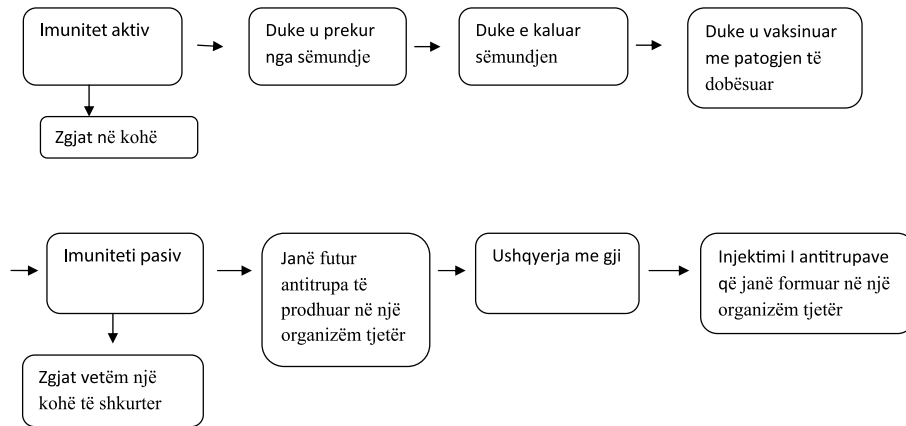 Imunitet aktiv
Duke u prekur
nga sëmundje
Duke e kaluar
sëmundjen
Duke u vaksinuar
me patogjen të
dobësuar
Zgjat në kohë
Imuniteti pasiv
Janë futur
antitrupa të
prodhuar në një
organizëm tjetër
Ushqyerja me gji
Injektimi I antitrupave
që janë formuar në një
organizëm tjetër
Zgjat vetëm një
kohë të shkurter